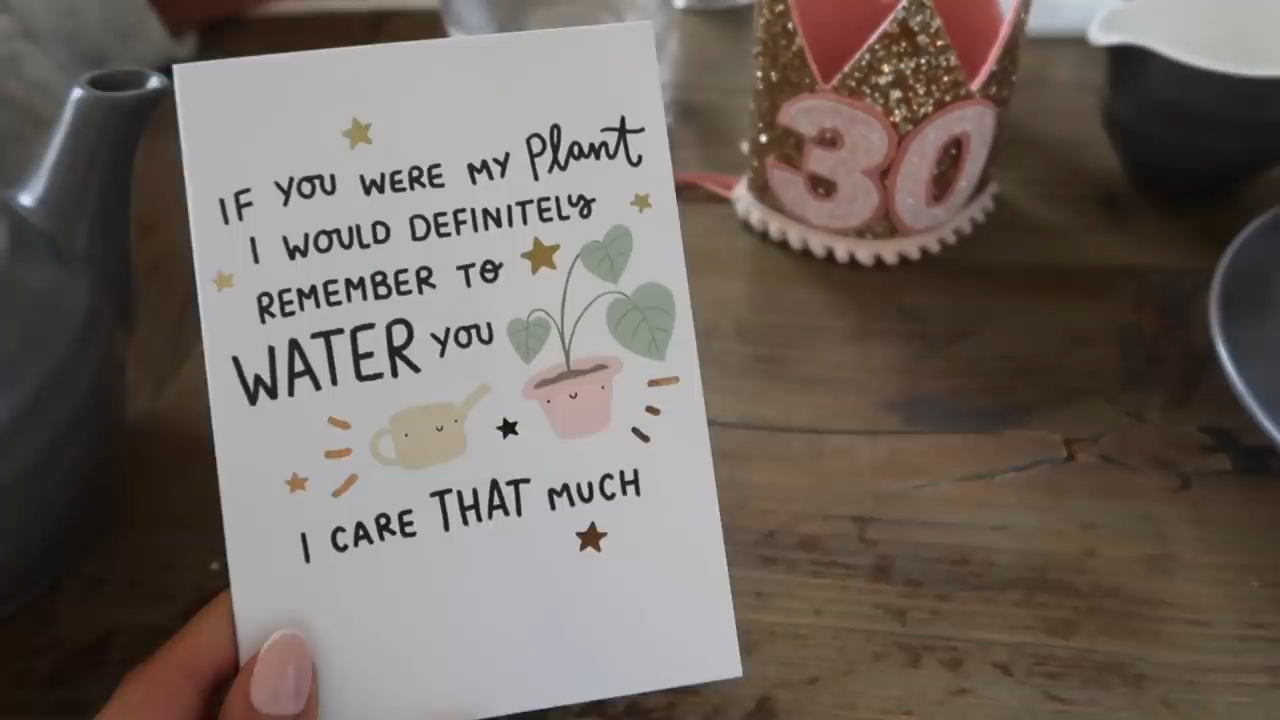 IF YOU WERE MY Plant
I WOULD DEFINITELY
REMEMBER TO
WATER YOU
I CARE THAT MUCH
30